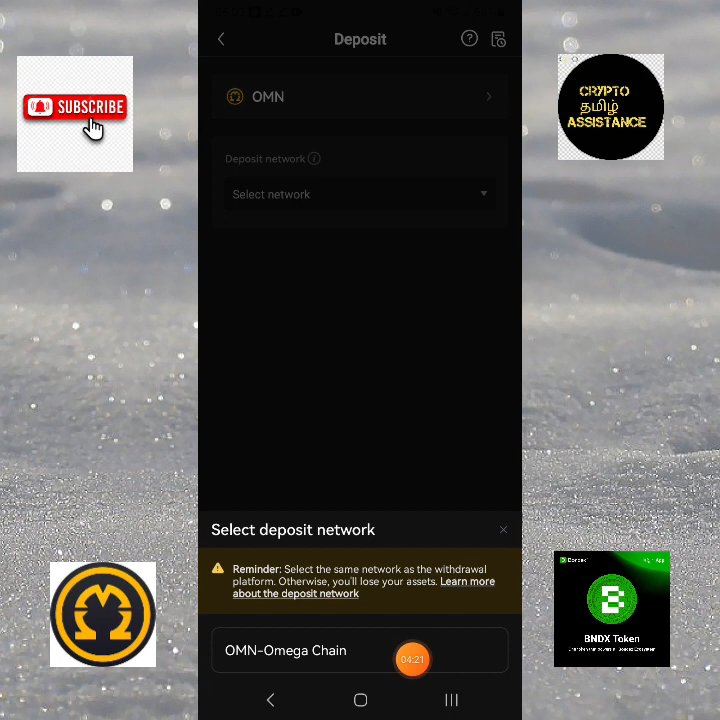 Deposit
SUBSCRIBE
CRYPTO
தமிழ்
ASSISTANCE
OMN
Deposit network
Select network
Select deposit network
Reminder: Select the same network as the withdrawal
platform. Otherwise, you'll lose your assets. Learn more
about the deposit network
OMN-Omega Chain
04:21
BNDX Token